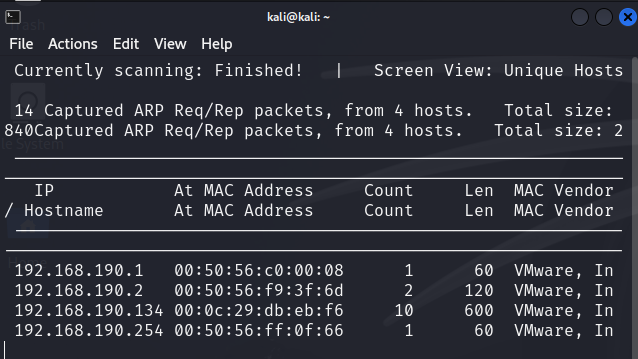 kali@kali: ~
File Actions Edit View Help
Currently scanning: Finished! | Screen View: Unique Hosts
14 Captured ARP Req/Rep packets, from 4 hosts. Total size:
840Captured ARP Req/Rep packets, from 4 hosts. Total size: 2
IP At MAC Address Count Len MAC Vendor
/ Hostname At MAC Address Count Len MAC Vendor
192.168.190.1 00:50:56:c0:00:08 1 60 VMware, In
192.168.190.2 00:50:56:f9:3f:6d 2 120 VMware, In
192.168.190.134 00:0c:29:db:eb:f6 10 600 VMware, In
192.168.190.254 00:50:56:ff:0f:66 1 60 VMware, In